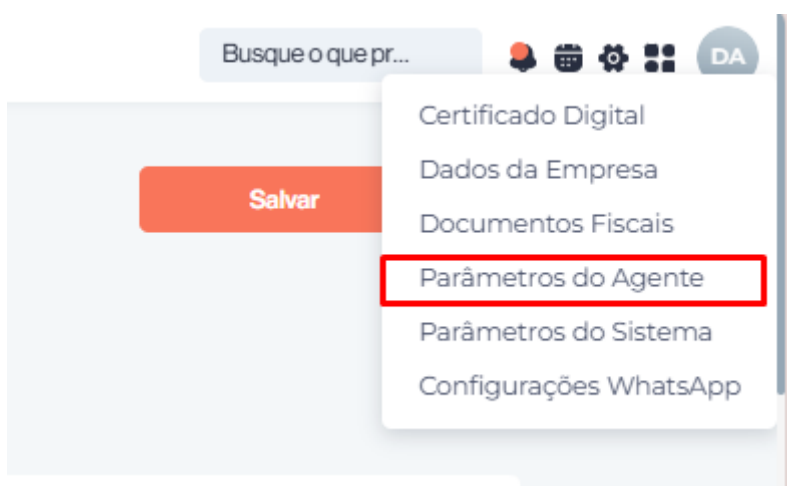 Busque o que pr...
DA
Certificado Digital
Dados da Empresa
Salvar
Documentos Fiscais
Parâmetros do Agente
Parâmetros do Sistema
Configurações WhatsApp